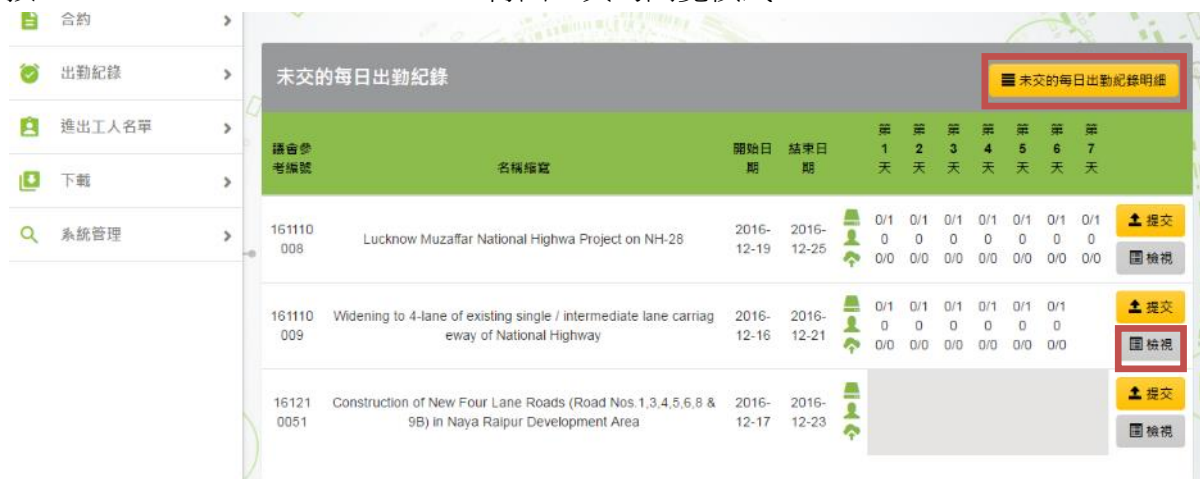 合約
出勤紀錄
進出工人名單
下載
系統管理
未交的每日出勤紀錄
未交的每日出勤紀錄明細
議會參
考編號
名稱縮寫
開始日
期
結束日
期
第
1
天
第
2
天
第
3
天
第
4
天
第
5
天
第
6
天
第
7
天
161110
008
Lucknow Muzaffar National Highwa Project on NH-28
2016-
12-19
2016-
12-25
0/1 0/1 0/1 0/1 0/1 0/1 0/1
0 0 0 0 0 0 0
0/0 0/0 0/0 0/0 0/0 0/0 0/0
提交
檢視
161110
009
Widening to 4-lane of existing single / intermediate lane carriag
eway of National Highway
2016-
12-16
2016-
12-21
0/1 0/1 0/1 0/1 0/1 0/1
0 0 0 0 0 0
0/0 0/0 0/0 0/0 0/0 0/0
提交
檢視
16121
0051
Construction of New Four Lane Roads (Road Nos.1,3,4,5,6,8 &
9B) in Naya Raipur Development Area
2016-
12-17
2016-
12-23
提交
檢視